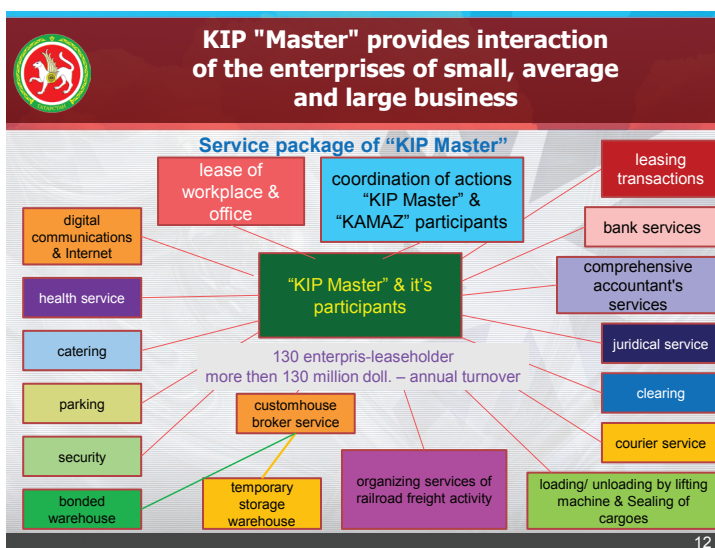 KIP "Master" provides interaction
of the enterprises of small, average
and large business
ТАТАРСТАН
Service package of “KIP Master”
lease of
workplace &
office
coordination of actions
“KIP Master” &
“KAMAZ” participants
leasing
transactions
digital
communications
& Internet
bank services
“KIP Master” & it’s
participants
comprehensive
accountant's
services
health service
juridical service
catering
130 enterpris-leaseholder
more then 130 million doll. – annual turnover
clearing
parking
customhouse
broker service
courier service
security
organizing services of
railroad freight activity
loading/ unloading by lifting
machine & Sealing of
cargoes
bonded
warehouse
temporary
storage
warehouse
12